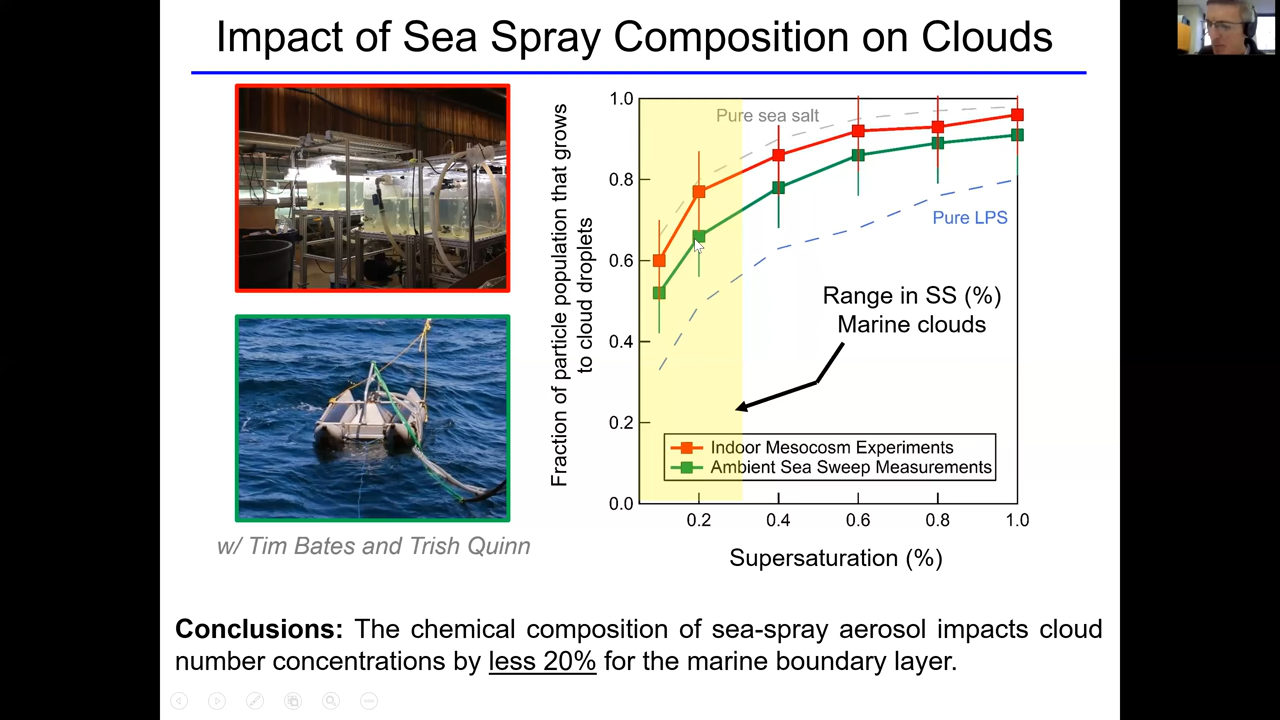 Impact of Sea Spray Composition on Clouds
w/ Tim Bates and Trish Quinn
Fraction of particle population that grows
to cloud droplets
1.0
0.8
0.6
0.4
0.2
0.0
Pure sea salt
Pure LPS
Range in SS (%)
Marine clouds
Indoor Mesocosm Experiments
Ambient Sea Sweep Measurements
0.2 0.4 0.6 0.8 1.0
Supersaturation (%)
Conclusions: The chemical composition of sea-spray aerosol impacts cloud
number concentrations by less 20% for the marine boundary layer.